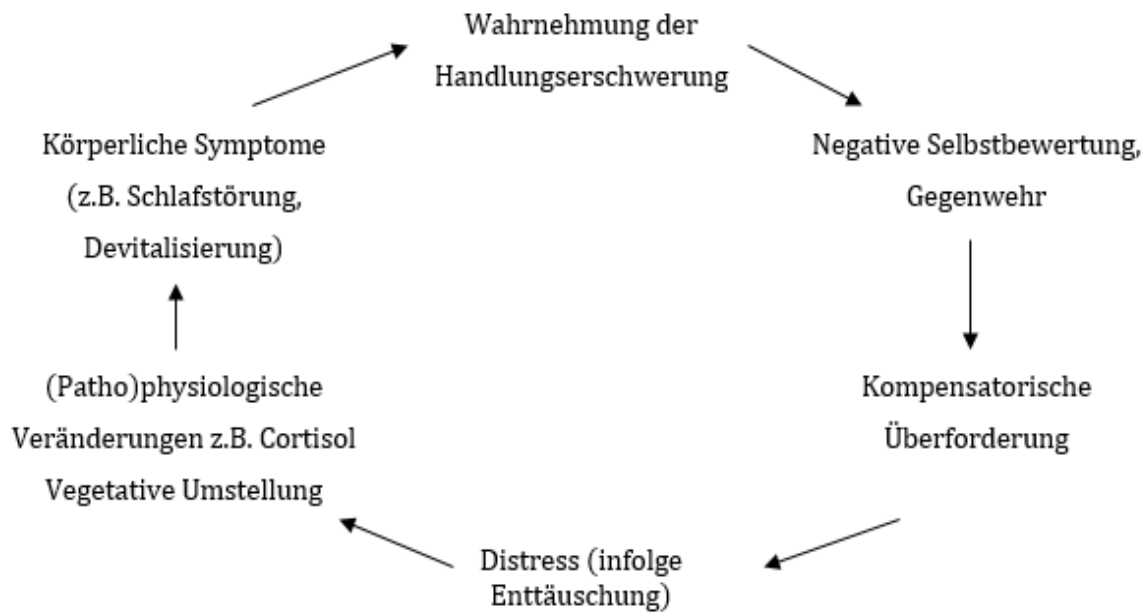 Wahrnehmung der
Handlungserschwerung
Negative Selbstbewertung,
Gegenwehr
Kompensatorische
Überforderung
Distress (infolge
Enttäuschung)
(Patho)physiologische
Veränderungen z.B. Cortisol
Vegetative Umstellung
Körperliche Symptome
(z.B. Schlafstörung,
Devitalisierung)